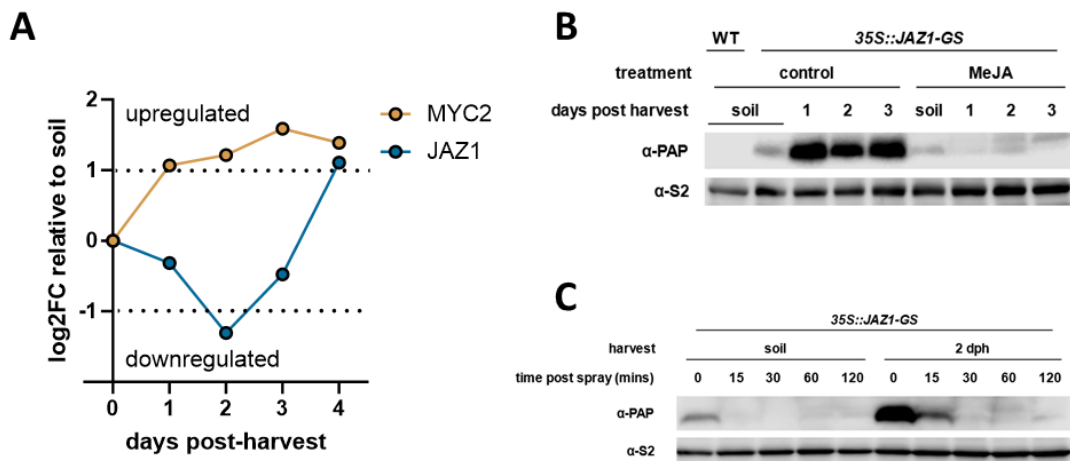 A
log2FC relative to soil
2
1
0
-1
upregulated
downregulated
MYC2
JAZ1
0 1 2 3 4
days post-harvest
B
WT 35S::JAZ1-GS
treatment control MeJA
days post harvest soil 1 2 3 soil 1 2 3
α-PAP
α-S2
C
35S::JAZ1-GS
harvest soil 2 dph
time post spray (mins) 0 15 30 60 120 0 15 30 60 120
α-PAP
α-S2